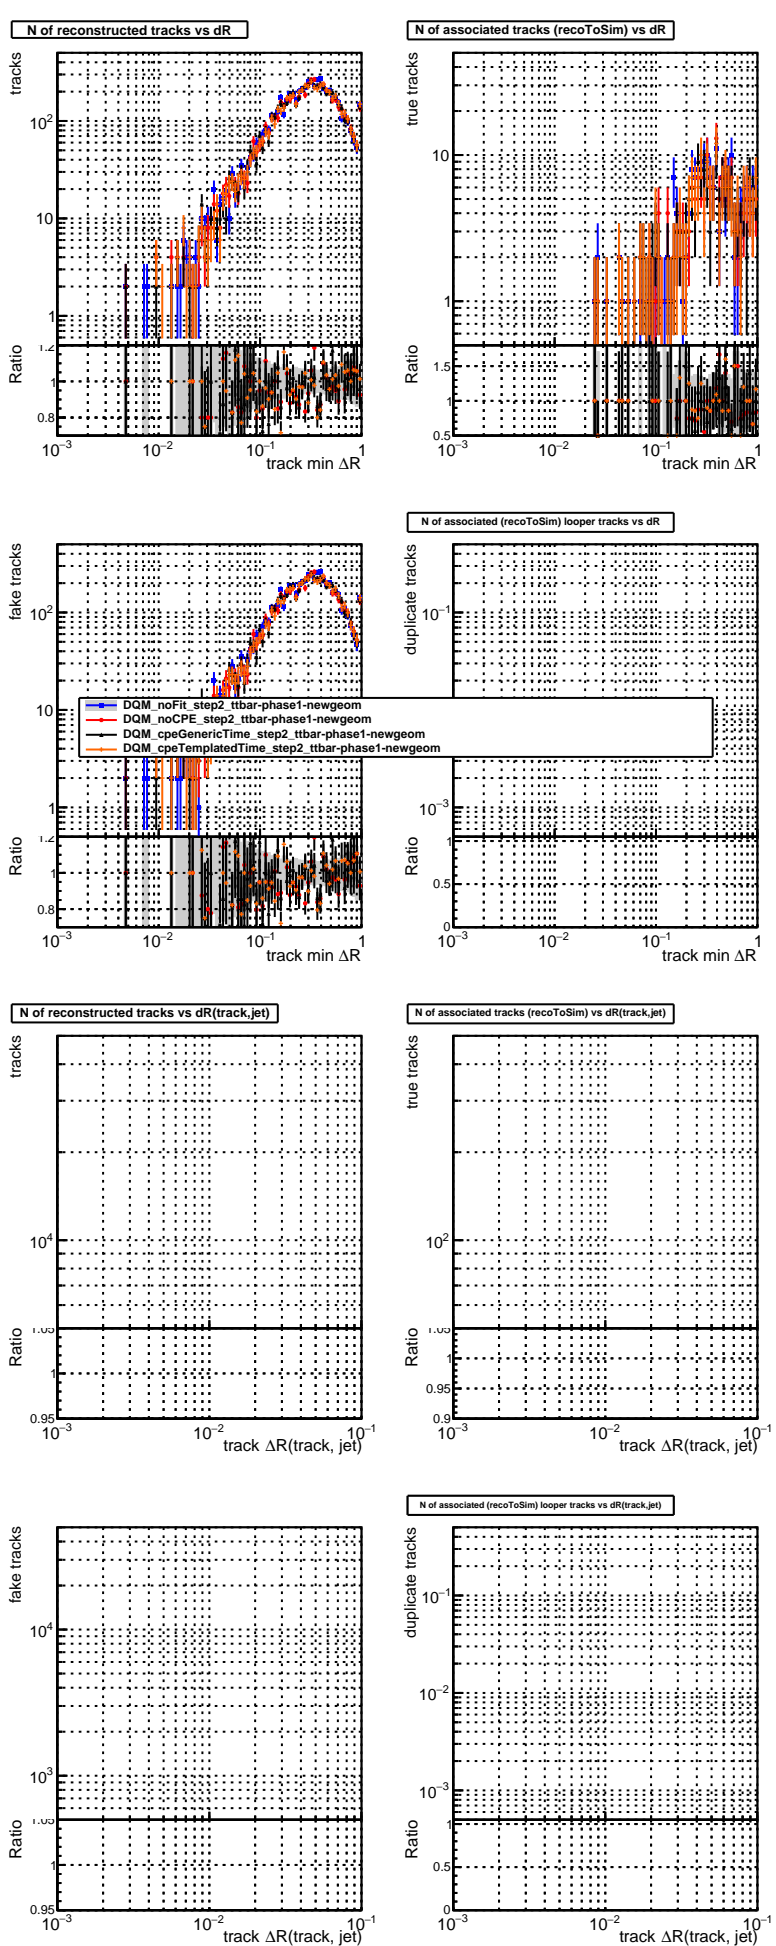 N of reconstructed tracks vs dR
tracks
10²
10
1
Ratio
1.2
1
0.8
10⁻³
10⁻²
10⁻¹
1
track min ΔR
N of associated tracks (recoToSim) vs dR
true tracks
10
1
Ratio
1.5
1
0.5
10⁻³
10⁻²
10⁻¹
1
track min ΔR
fake tracks
10²
10
1
Ratio
1.2
1
0.8
10⁻³
10⁻²
10⁻¹
1
track min ΔR
N of associated (recoToSim) looper tracks vs dR
duplicate tracks
10⁻¹
10⁻³
Ratio
1
0.5
0
10⁻³
10⁻²
10⁻¹
1
track min ΔR
DQM_noFit_step2_ttbar-phase1-newgeom
DQM_noCPE_step2_ttbar-phase1-newgeom
DQM_cpeGenericTime_step2_ttbar-phase1-newgeom
DQM_cpeTemplatedTime_step2_ttbar-phase1-newgeom
N of reconstructed tracks vs dR(track,jet)
tracks
10⁴
Ratio
1.05
1
0.95
10⁻³
10⁻²
10⁻¹
track ΔR(track, jet)
N of associated tracks (recoToSim) vs dR(track,jet)
true tracks
10²
Ratio
1.05
1
0.95
0.9
10⁻³
10⁻²
10⁻¹
track ΔR(track, jet)
fake tracks
10⁴
10³
Ratio
1.05
1
0.95
10⁻³
10⁻²
10⁻¹
track ΔR(track, jet)
N of associated (recoToSim) looper tracks vs dR(track,jet)
duplicate tracks
10⁻¹
10⁻²
10⁻³
Ratio
1
0.5
0
10⁻³
10⁻²
10⁻¹
track ΔR(track, jet)